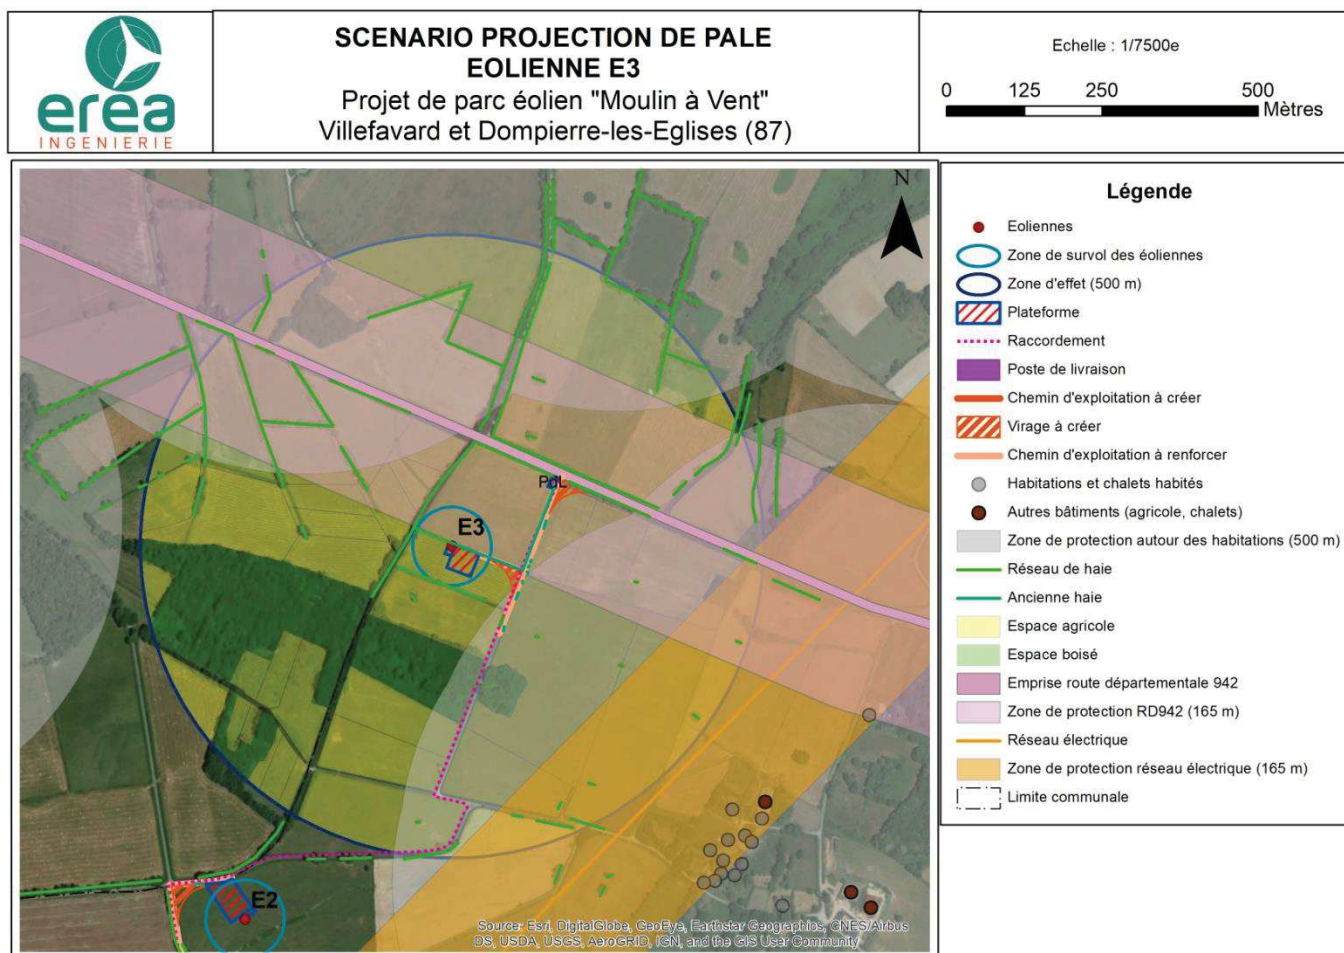 erea
INGENIERIE
SCENARIO PROJECTION DE PALE
EOLIENNE E3
Projet de parc éolien "Moulin à Vent"
Villefavard et Dompierre-les-Eglises (87)
Echelle : 1/7500e
0 125 250 500
Mètres
N
PdL
E3
E2
Source: Esri, DigitalGlobe, GeoEye, Earthstar Geographics, CNES/Airbus
DS, USDA, USGS, AeroGRID, IGN, and the GIS User Community
Légende
Eoliennes
Zone de survol des éoliennes
Zone d'effet (500 m)
Plateforme
Raccordement
Poste de livraison
Chemin d'exploitation à créer
Virage à créer
Chemin d'exploitation à renforcer
Habitations et chalets habités
Autres bâtiments (agricole, chalets)
Zone de protection autour des habitations (500 m)
Réseau de haie
Ancienne haie
Espace agricole
Espace boisé
Emprise route départementale 942
Zone de protection RD942 (165 m)
Réseau électrique
Zone de protection réseau électrique (165 m)
Limite communale